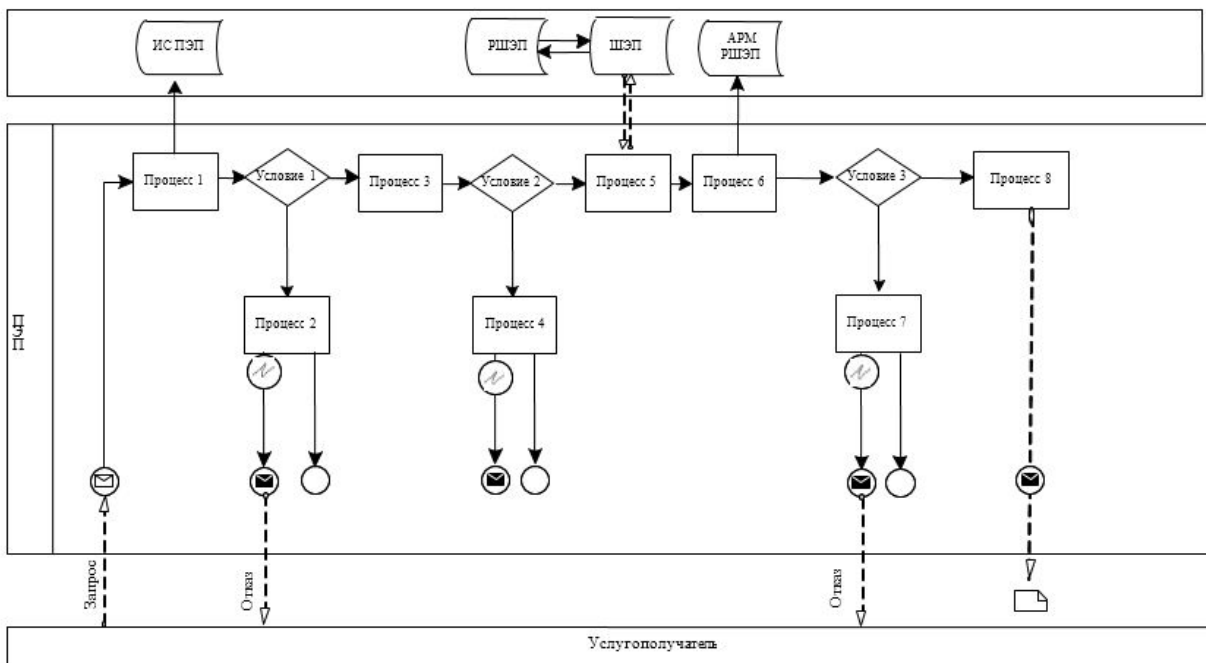 ИС ПЭП
РШЭП
ШЭП
АРМ
РШЭП
Процесс 1
Условие 1
Процесс 3
Условие 2
Процесс 5
Процесс 6
Условие 3
Процесс 8
ПЭП
Процесс 2
Процесс 4
Процесс 7
Запрос
Отказ
Отказ
Услугополучатель